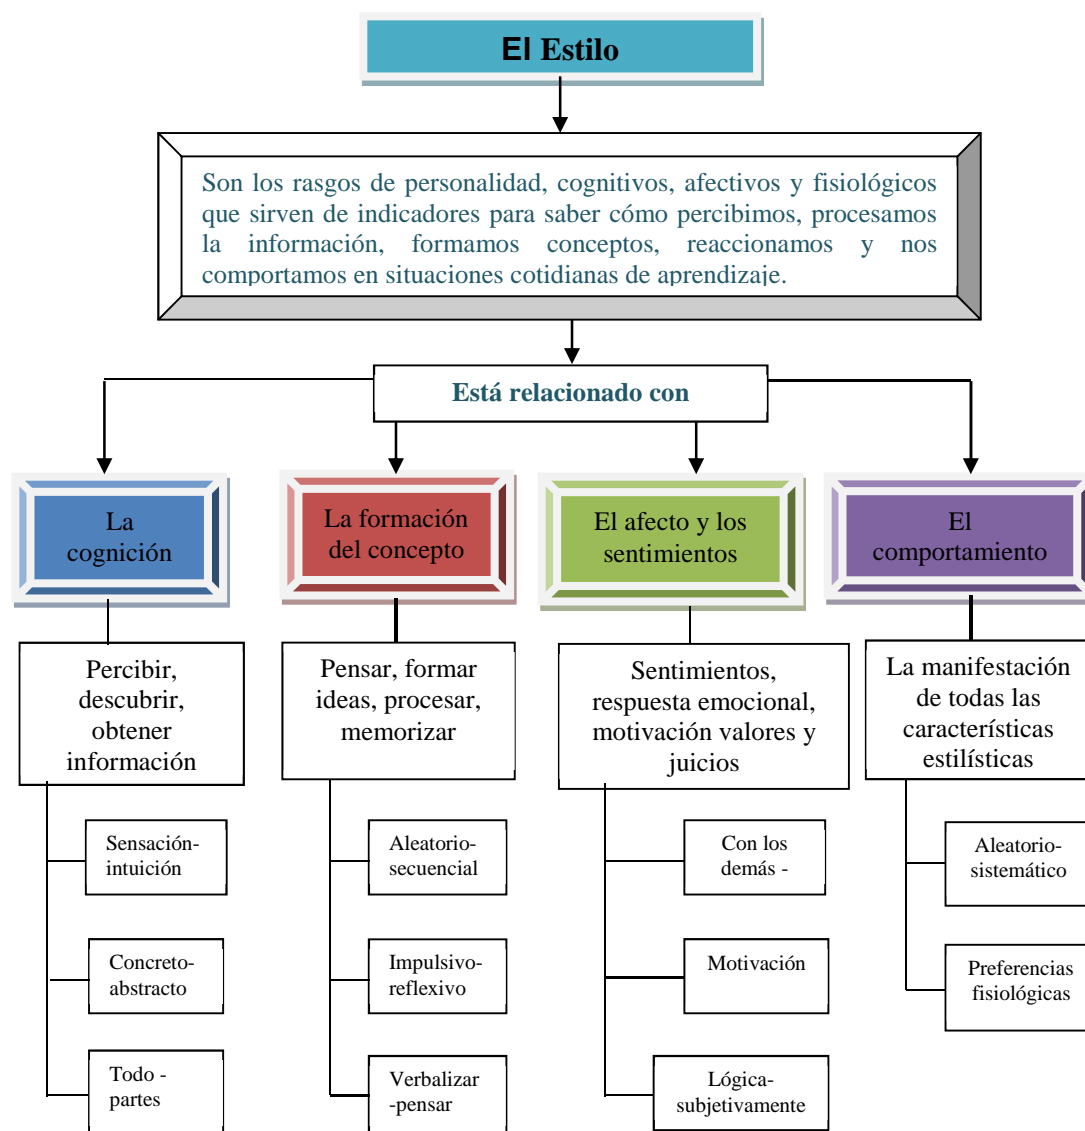 El Estilo
Son los rasgos de personalidad, cognitivos, afectivos y fisiológicos
que sirven de indicadores para saber cómo percibimos, procesamos
la información, formamos conceptos, reaccionamos y nos
comportamos en situaciones cotidianas de aprendizaje.
Está relacionado con
La
cognición
La formación
del concepto
El afecto y los
sentimientos
El
comportamiento
Percibir,
descubrir,
obtener
información
Pensar, formar
ideas, procesar,
memorizar
Sentimientos,
respuesta emocional,
motivación valores y
juicios
La manifestación
de todas las
características
estilísticas
Sensación-
intuición
Aleatorio-
secuencial
Con los
demás -
Aleatorio-
sistemático
Concreto-
abstracto
Impulsivo-
reflexivo
Motivación
Preferencias
fisiológicas
Todo -
partes
Verbalizar
-pensar
Lógica-
subjetivamente